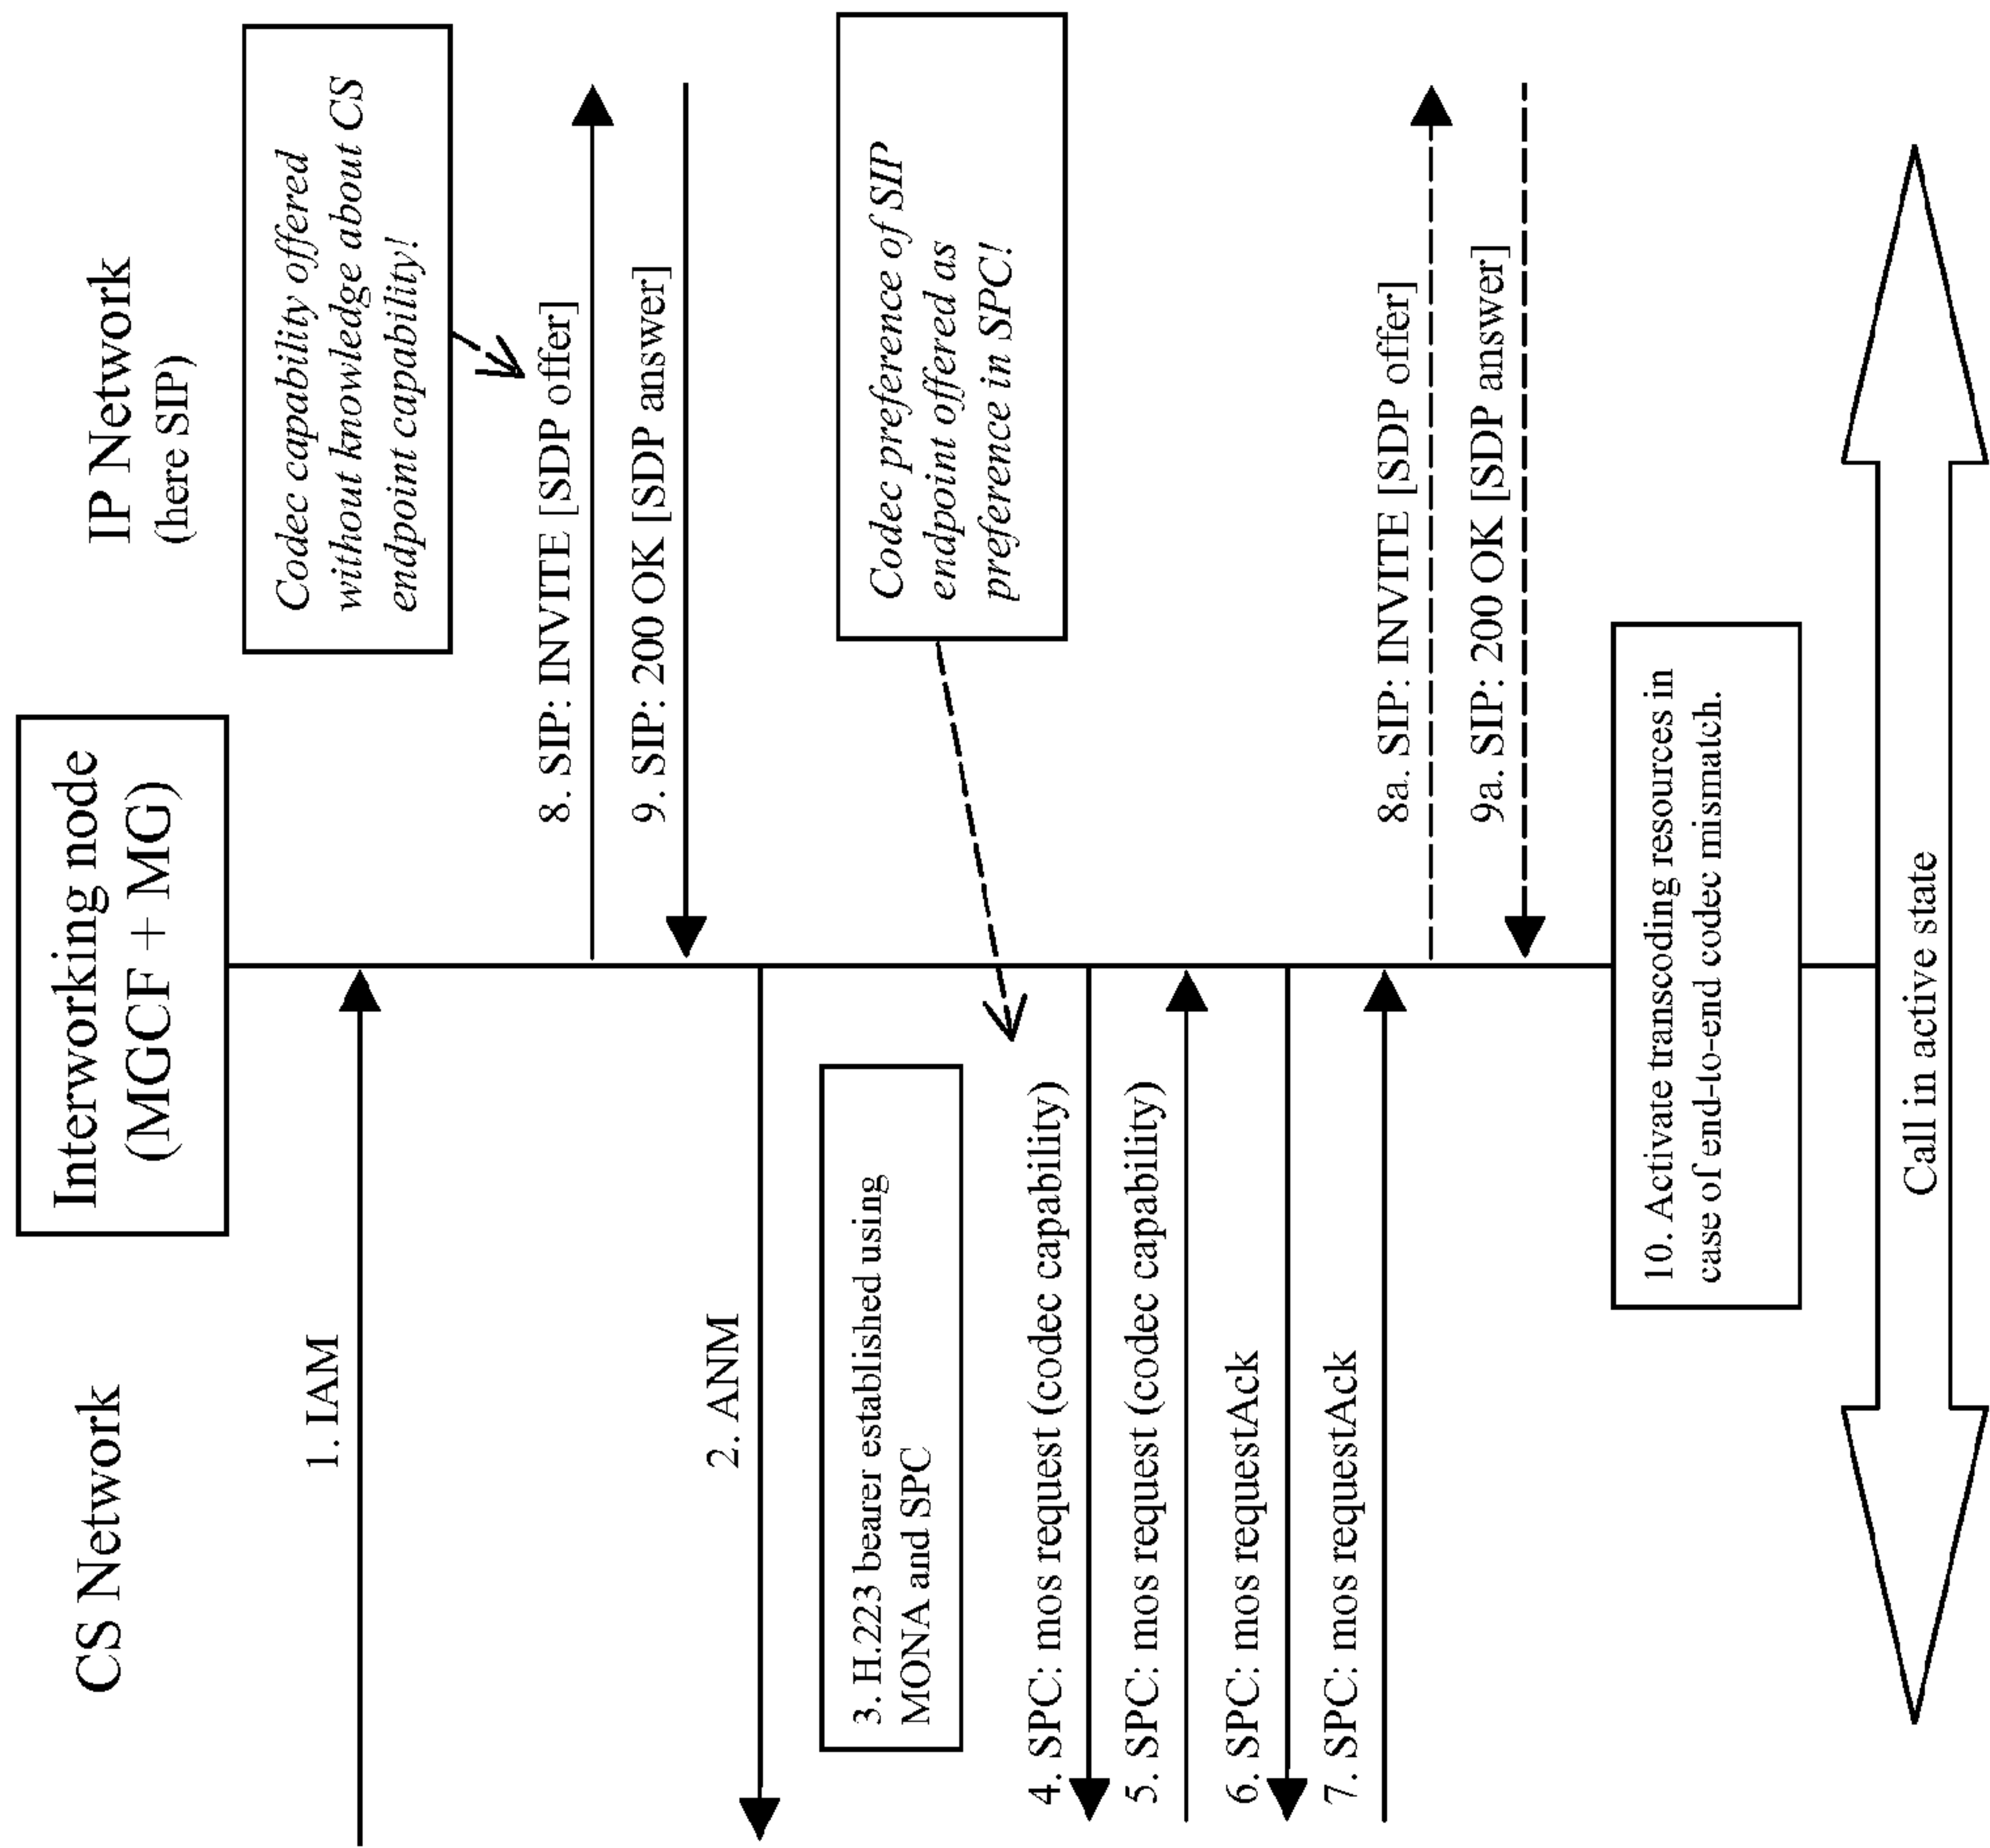 CS Network
Interworking node
(MGCF + MG)
IP Network
(here SIP)
Codec capability offered
without knowledge about CS
endpoint capability!
1. IAM
8. SIP: INVITE [SDP offer]
9. SIP: 200 OK [SDP answer]
2. ANM
3. H.223 bearer established using
MONA and SPC
Codec preference of SIP
endpoint offered as
preference in SPC!
4. SPC: mos request (codec capability)
5. SPC: mos request (codec capability)
6. SPC: mos requestAck
7. SPC: mos requestAck
8a. SIP: INVITE [SDP offer]
9a. SIP: 200 OK [SDP answer]
10. Activate transcoding resources in
case of end-to-end codec mismatch.
Call in active state